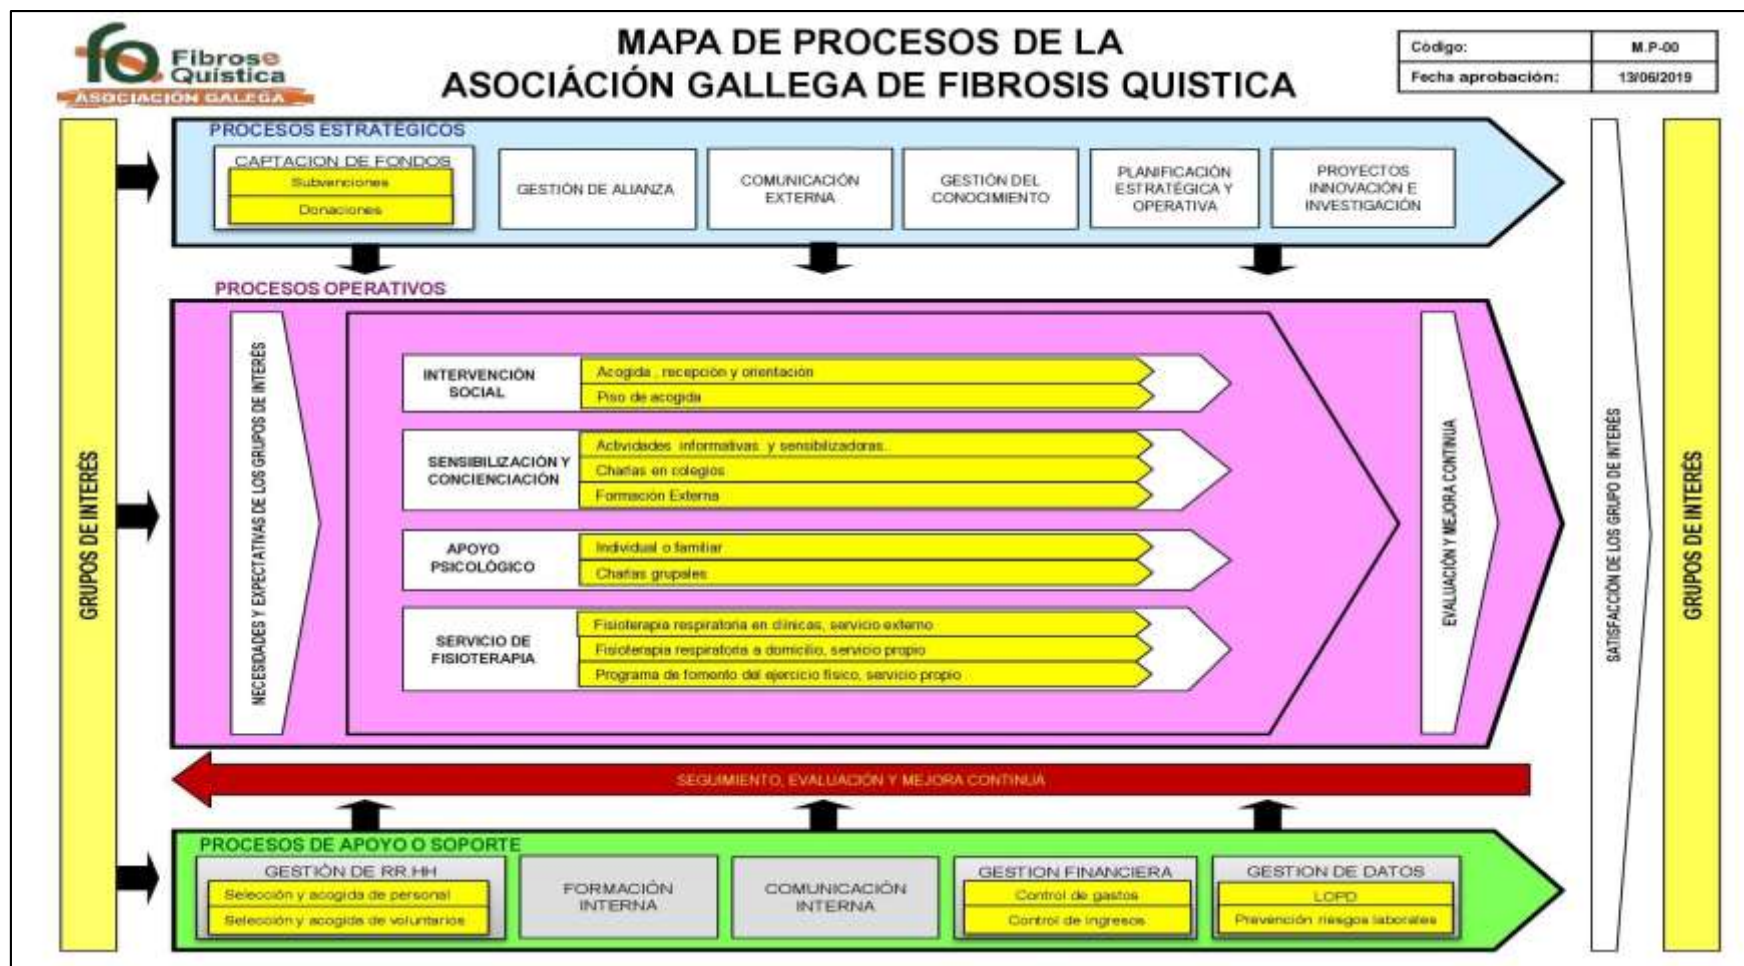 Fibrose
Quística
ASOCIACIÓN GALEGA
MAPA DE PROCESOS DE LA
ASOCIÁCIÓN GALLEGA DE FIBROSIS QUISTICA
Código: M.P-00
Fecha aprobación: 13/06/2019
GRUPOS DE INTERÉS
PROCESOS ESTRATÉGICOS
CAPTACION DE FONDOS
Subvenciones
Donaciones
GESTIÓN DE ALIANZA
COMUNICACIÓN
EXTERNA
GESTIÓN DEL
CONOCIMIENTO
PLANIFICACIÓN
ESTRATÉGICA Y
OPERATIVA
PROYECTOS
INNOVACIÓN E
INVESTIGACIÓN
PROCESOS OPERATIVOS
NECESIDADES Y EXPECTATIVAS DE LOS GRUPOS DE INTERÉS
INTERVENCIÓN
SOCIAL
Acogida , recepción y orientación
Piso de acogida
SENSIBILIZACIÓN Y
CONCIENCIACIÓN
Actividades informativas y sensibilizadoras.
Charlas en colegios
Formación Externa
APOYO
PSICOLÓGICO
Individual o familiar
Charlas grupales
SERVICIO DE
FISIOTERAPIA
Fisioterapia respiratoria en clínicas, servicio externo
Fisioterapia respiratoria a domicilio, servicio propio
Programa de fomento del ejercicio físico, servicio propio
EVALUACIÓN Y MEJORA CONTINUA
SATISFACCIÓN DE LOS GRUPO DE INTERÉS
GRUPOS DE INTERÉS
SEGUIMIENTO, EVALUACIÓN Y MEJORA CONTINUA
PROCESOS DE APOYO O SOPORTE
GESTIÓN DE RR.HH
Selección y acogida de personal
Selección y acogida de voluntarios
FORMACIÓN
INTERNA
COMUNICACIÓN
INTERNA
GESTION FINANCIERA
Control de gastos
Control de ingresos
GESTION DE DATOS
LOPD
Prevención riesgos laborales